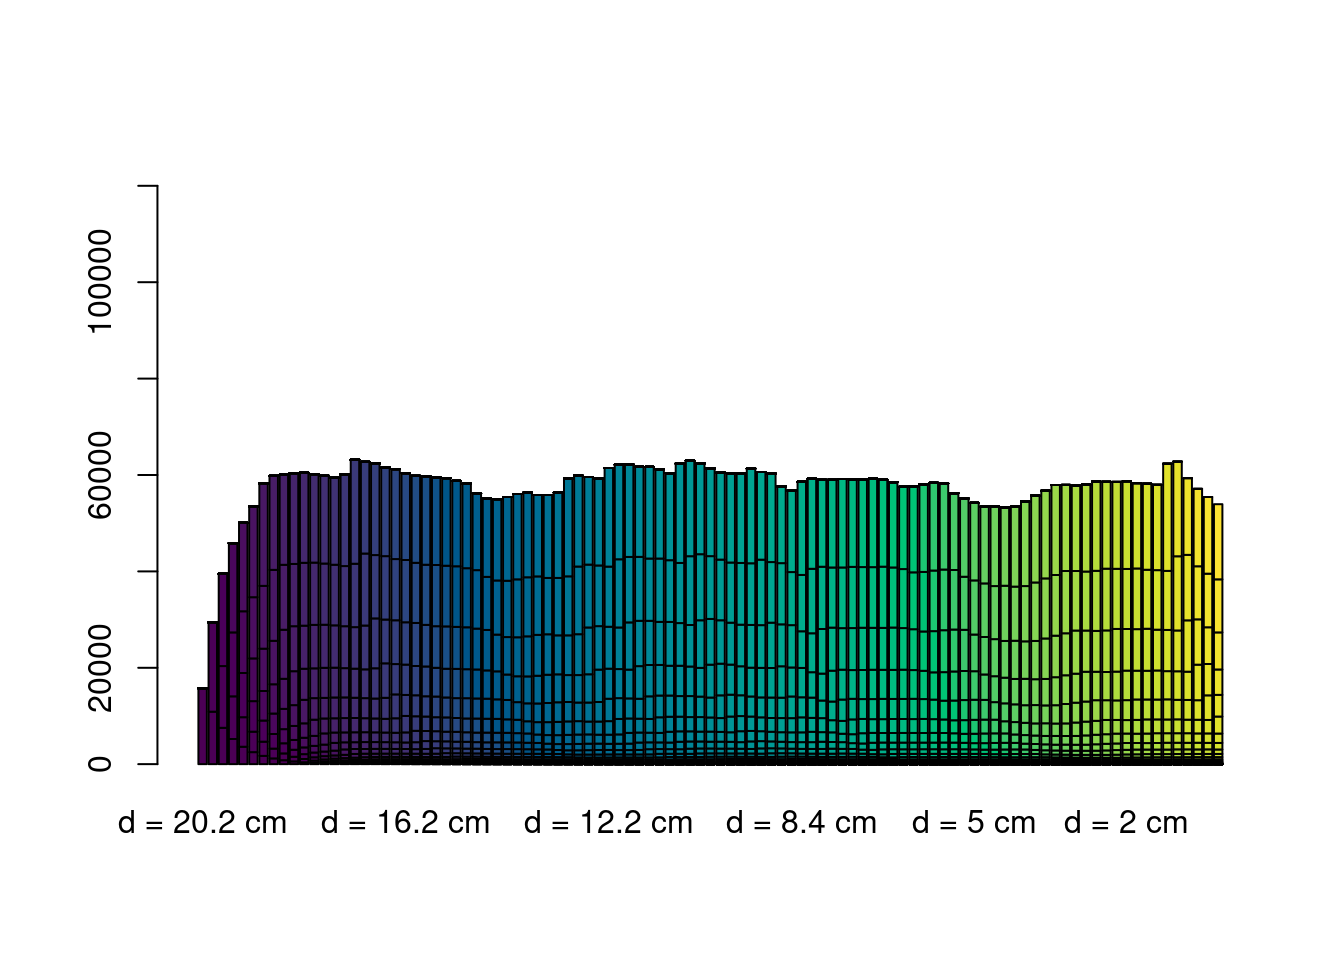 100000
60000
20000
0
d = 20.2 cm d = 16.2 cm d = 12.2 cm d = 8.4 cm d = 5 cm d = 2 cm